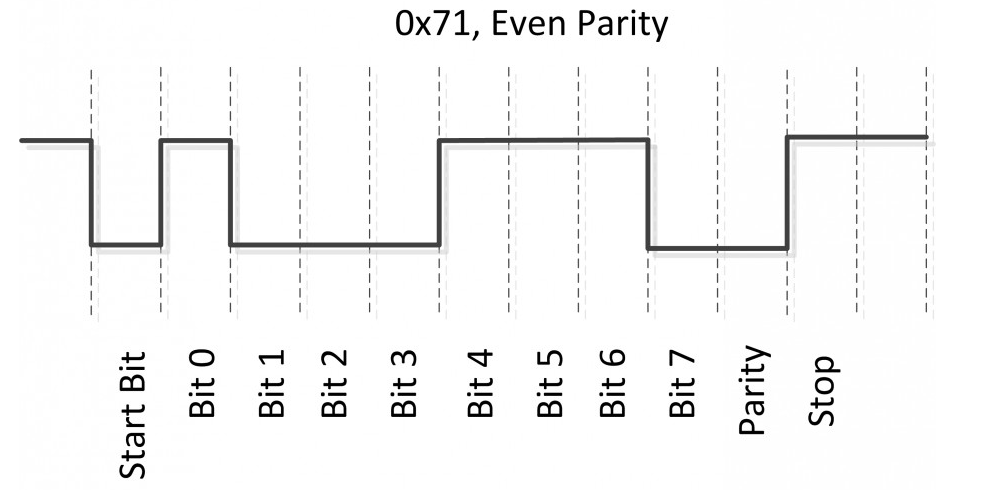 0x71, Even Parity
Start Bit
Bit 0
Bit 1
Bit 2
Bit 3
Bit 4
Bit 5
Bit 6
Bit 7
Parity
Stop